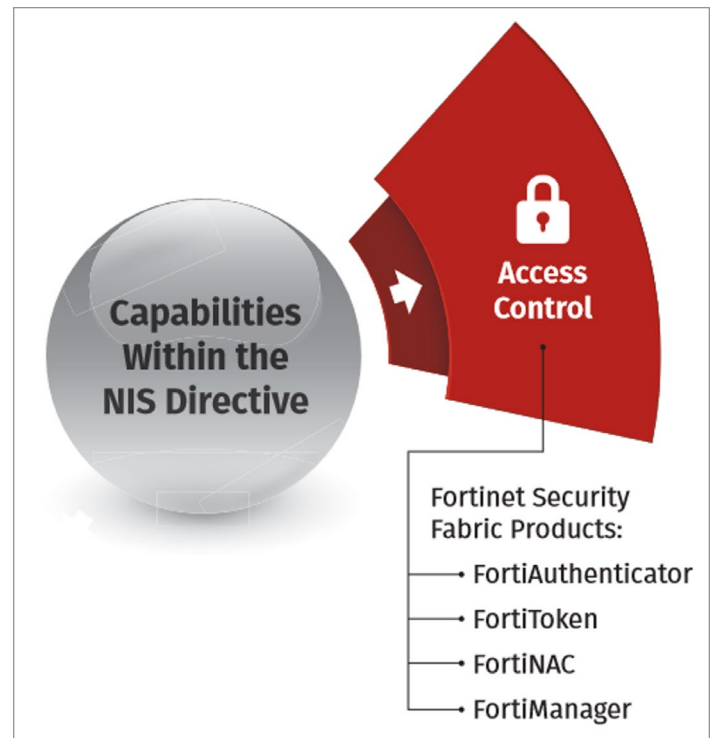 Capabilities
Within the
NIS Directive
Access
Control
Fortinet Security
Fabric Products:
FortiAuthenticator
FortiToken
FortiNAC
FortiManager